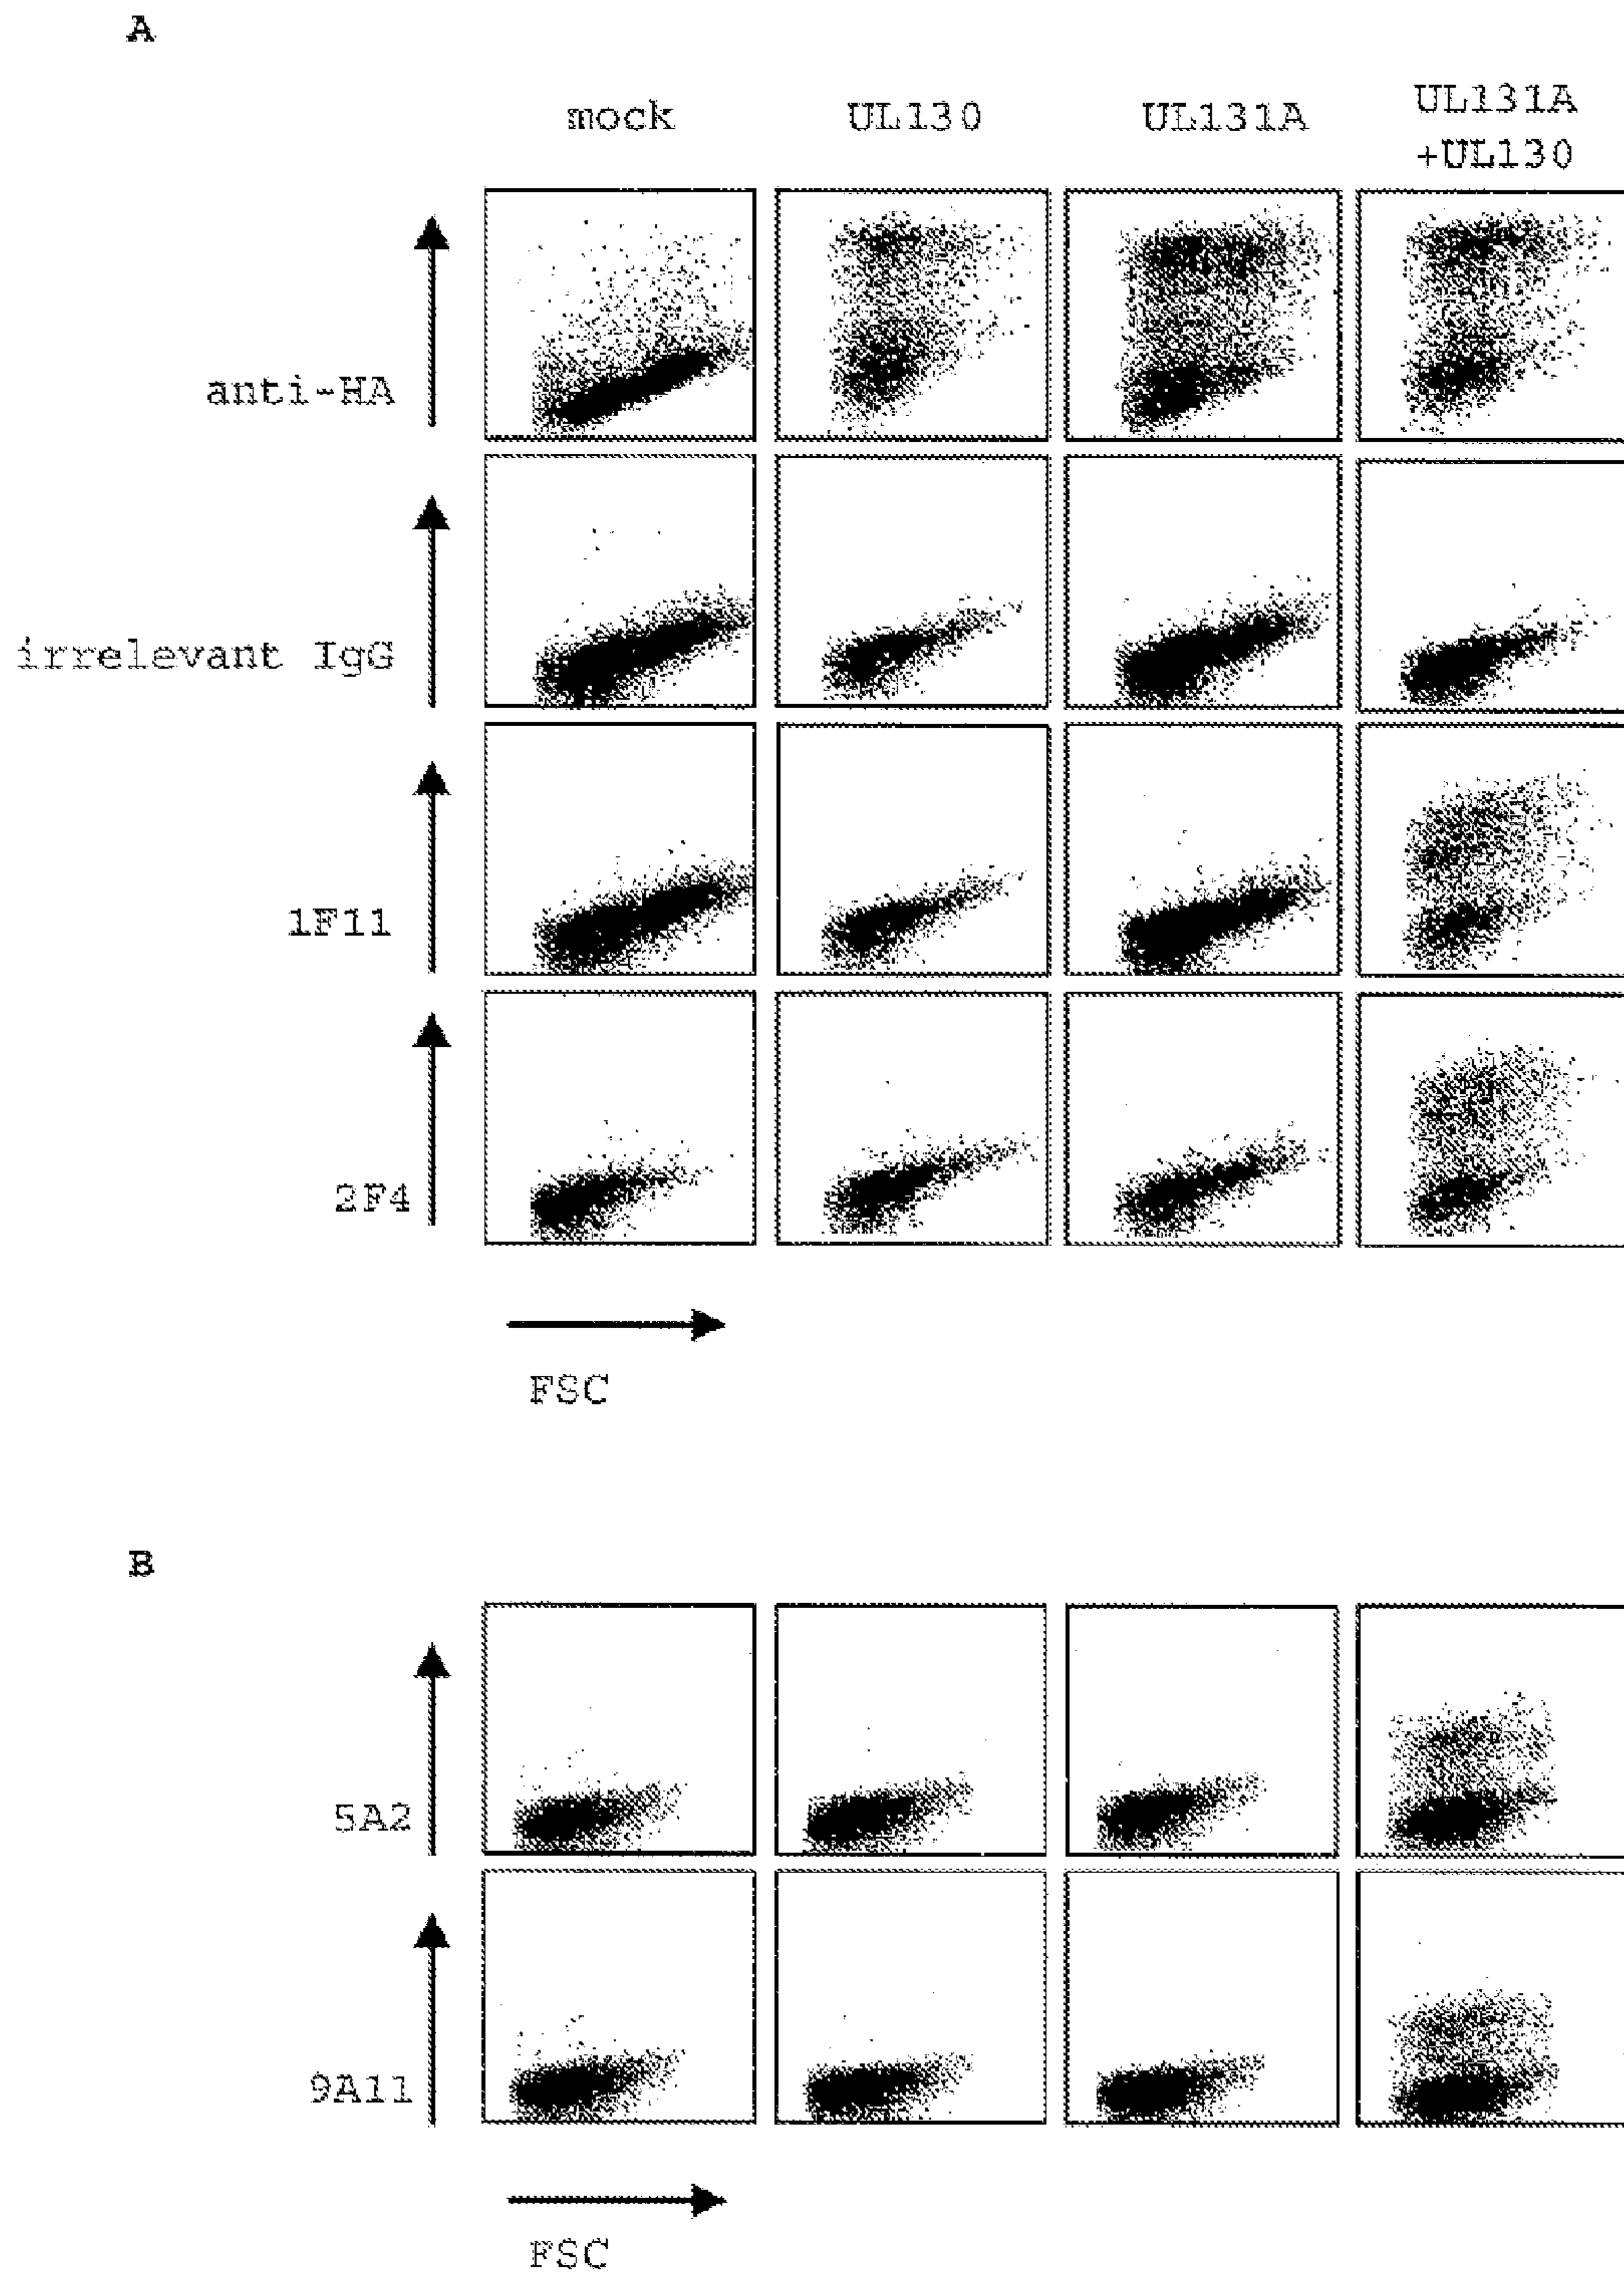 A
mock UL130 UL131A UL131A
+UL130
anti-HA
irrelevant IgG
1F11
2F4
FSC
B
5A2
9A11
FSC